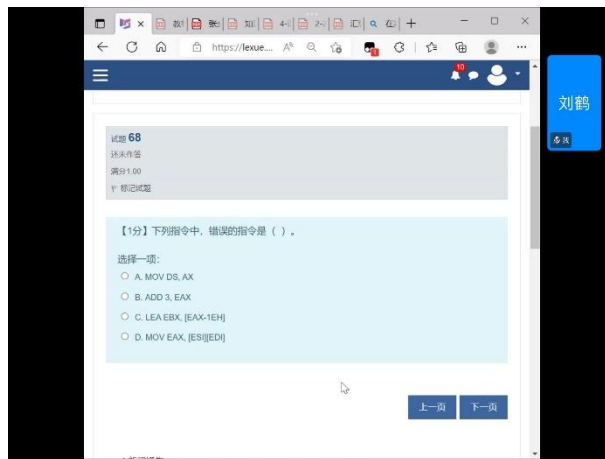 https://lexue....
10
刘鹤
我
试题 68
还未作答
满分1.00
标记试题
【1分】下列指令中，错误的指令是（ ）。
选择一项：
A. MOV DS, AX
B. ADD 3, EAX
C. LEA EBX, [EAX-1EH]
D. MOV EAX, [ESI][EDI]
上一页 下一页